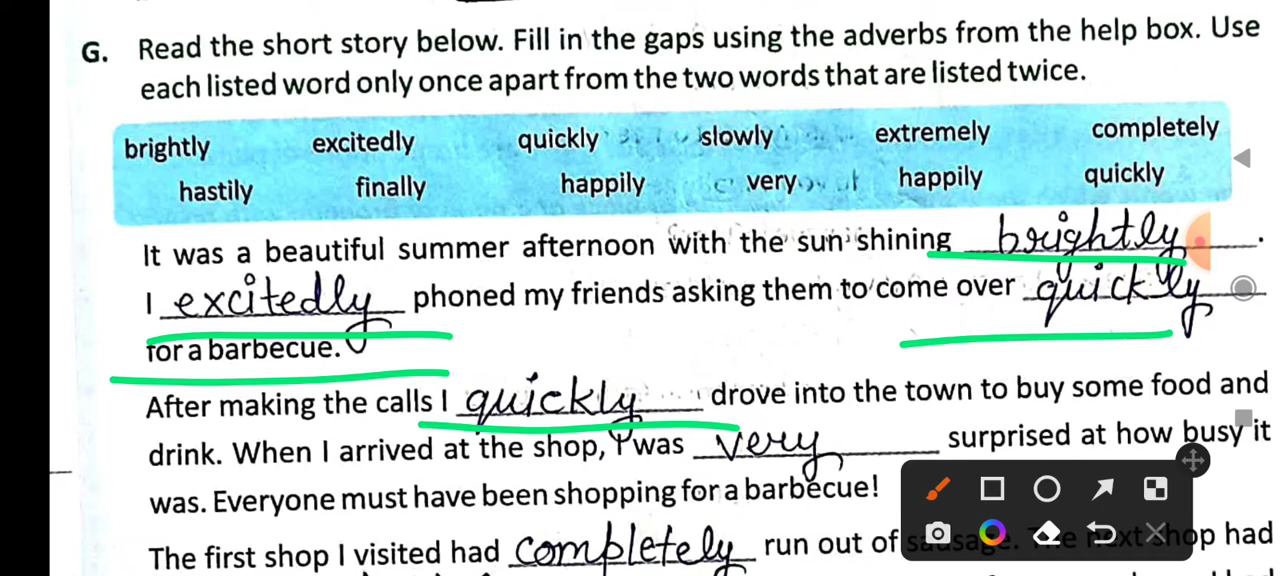 G. Read the short story below. Fill in the gaps using the adverbs from the help box. Use
each listed word only once apart from the two words that are listed twice.
brightly excitedly quickly slowly extremely completely
hastily finally happily very happily quickly
It was a beautiful summer afternoon with the sun shining brightly.
I excitedly phoned my friends asking them to come over quickly
for a barbecue.
After making the calls I quickly drove into the town to buy some food and
drink. When I arrived at the shop, I was very surprised at how busy it
was. Everyone must have been shopping for a barbecue!
The first shop I visited had completely run out of sausage. The next shop had